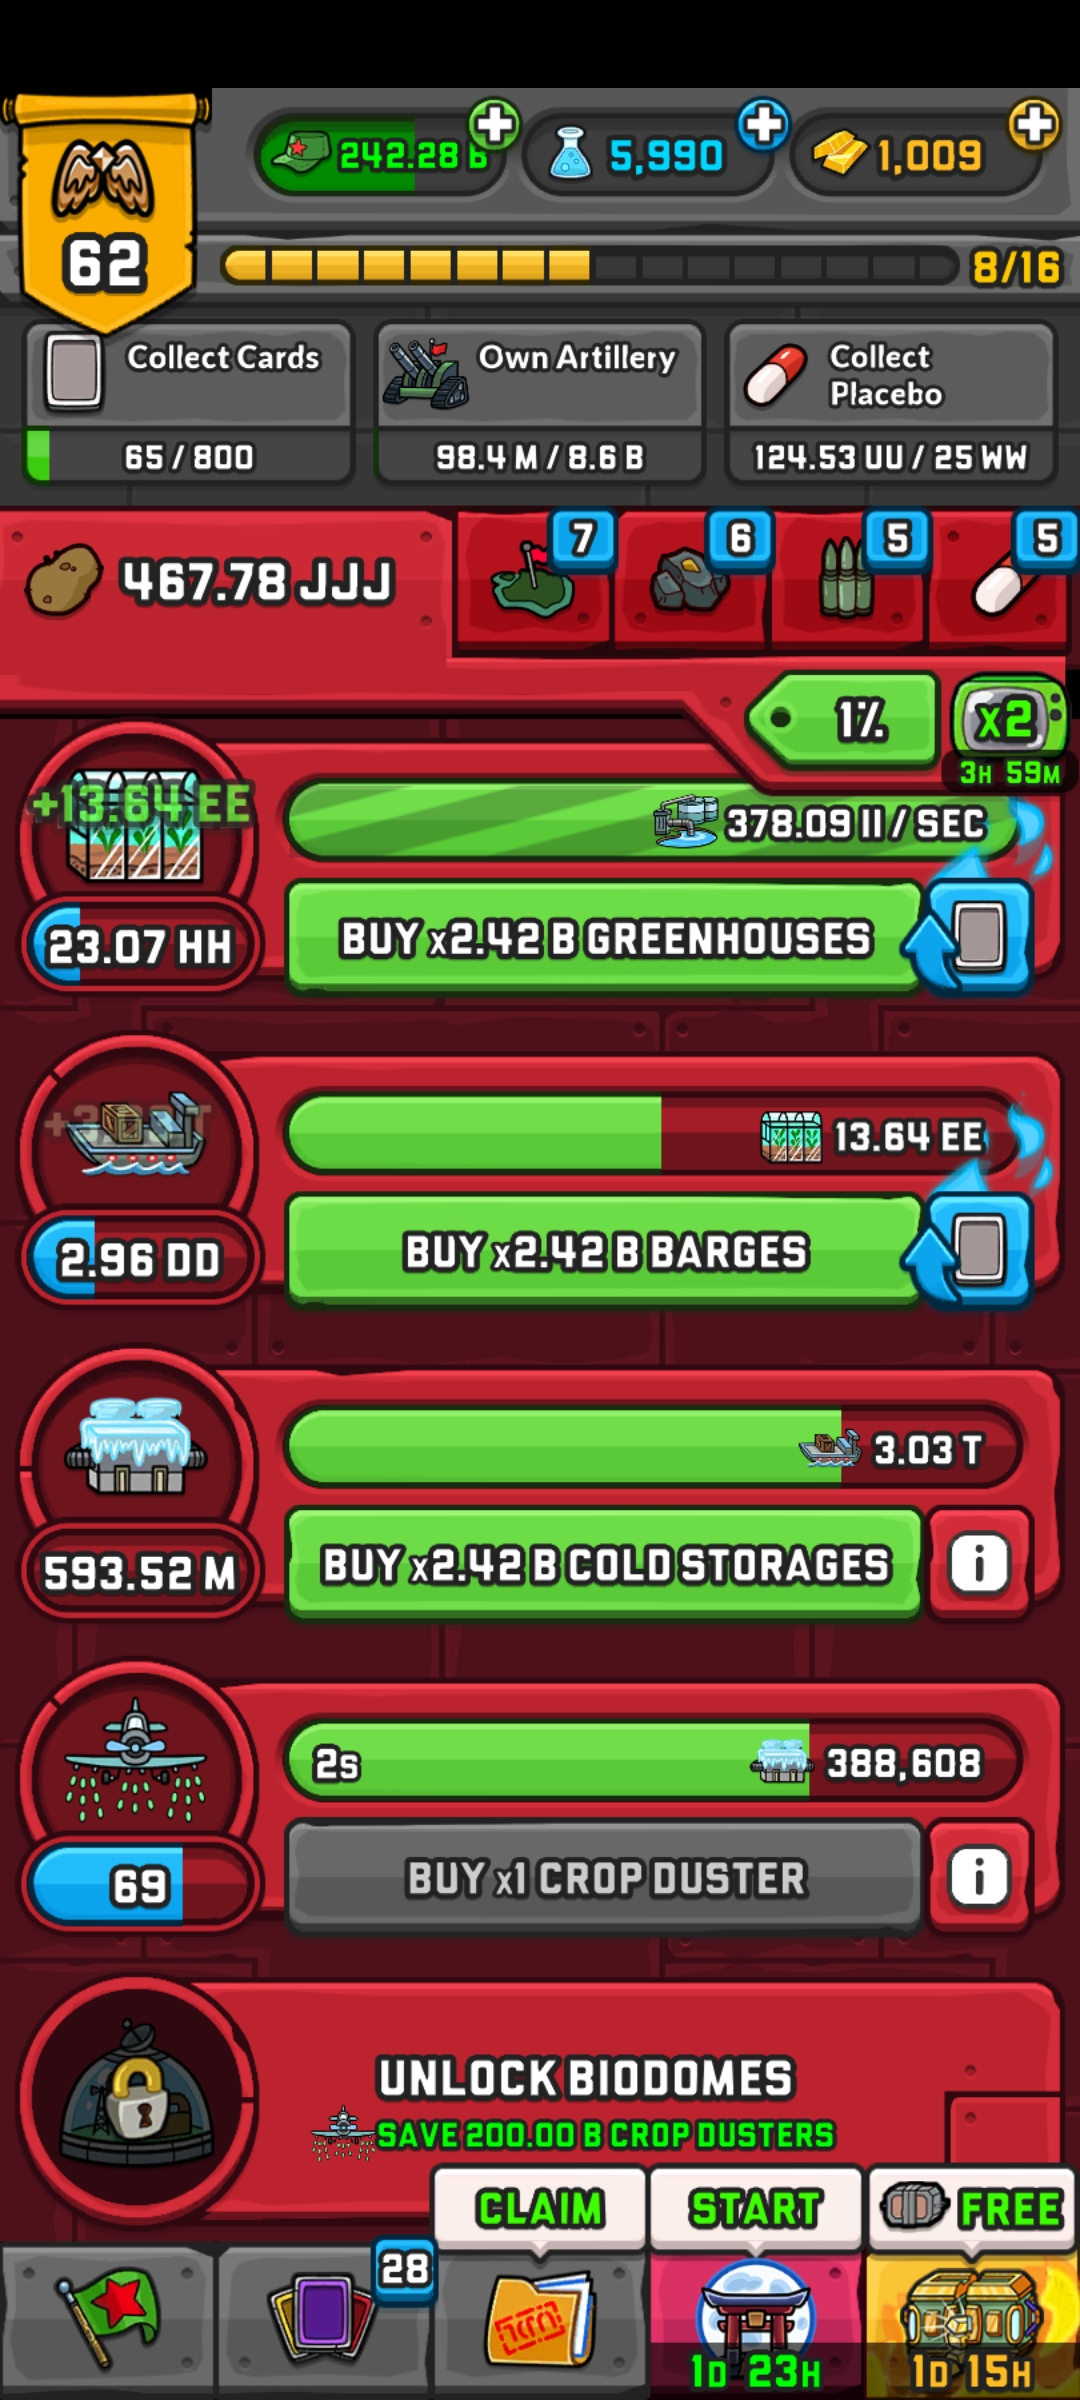 62
242.28 B
5,990
1,009
8/16
Collect Cards
65 / 800
Own Artillery
98.4 M / 8.6 B
Collect
Placebo
124.53 UU / 25 WW
467.78 JJJ
7
6
5
5
1%
x2
3H 59M
+13.64 EE
378.09 II / SEC
23.07 HH
BUY x2.42 B GREENHOUSES
13.64 EE
2.96 DD
BUY x2.42 B BARGES
3.03 T
593.52 M
BUY x2.42 B COLD STORAGES
i
2s
388,608
69
BUY x1 CROP DUSTER
i
UNLOCK BIODOMES
SAVE 200.00 B CROP DUSTERS
CLAIM
START
FREE
28
1D 23H
1D 15H